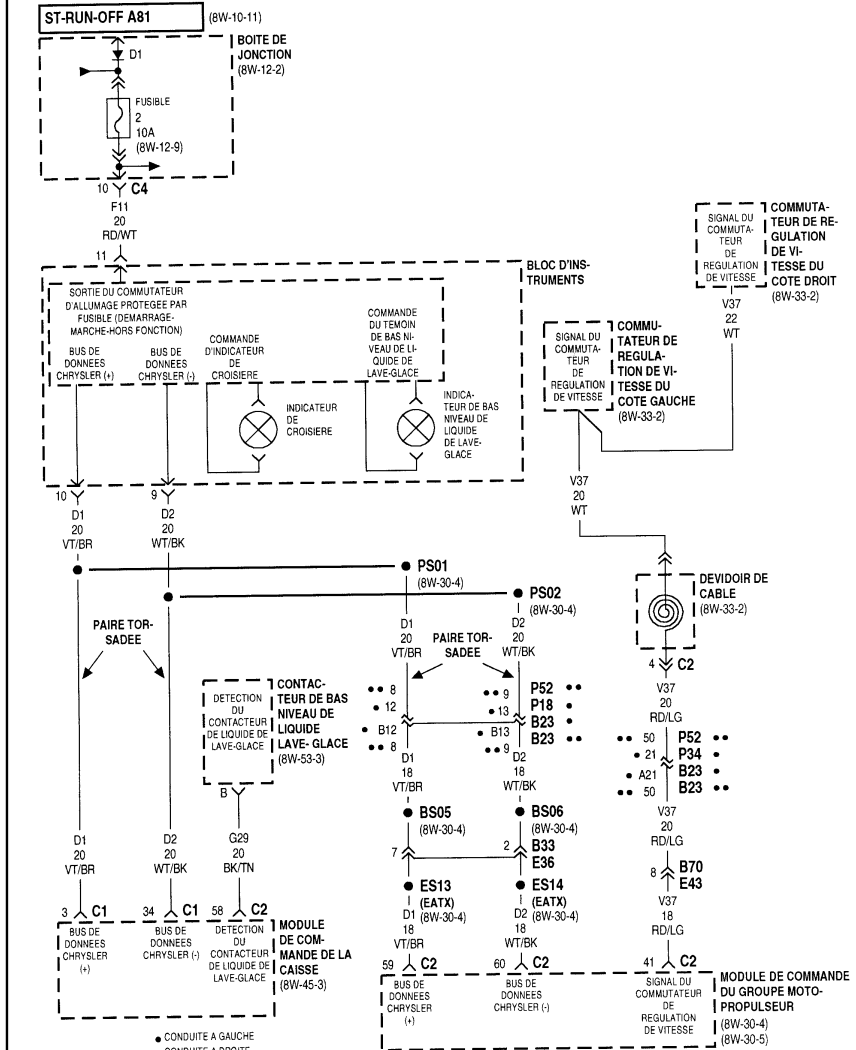 ST-RUN-OFF A81
(8W-10-11)
BOITE DE
JONCTION
(8W-12-2)
D1
FUSIBLE
2
10A
(8W-12-9)
10 C4
F11
20
RD/WT
11
BLOC D'INS-
TRUMENTS
SORTIE DU COMMUTATEUR
D'ALLUMAGE PROTEGEE PAR
FUSIBLE (DEMARRAGE-
MARCHE-HORS FONCTION)
BUS DE
DONNEES
CHRYSLER (+)
BUS DE
DONNEES
CHRYSLER (-)
COMMANDE
D'INDICATEUR
DE
CROISIERE
COMMANDE
DU TEMOIN
DE BAS NI-
VEAU DE LI-
QUIDE DE
LAVE-GLACE
INDICATEUR
DE
CROISIERE
INDICA-
TEUR DE BAS
NIVEAU DE
LIQUIDE
DE LAVE-
GLACE
SIGNAL DU
COMMUTA-
TEUR
DE
REGULATION
DE VITESSE
COMMUTA-
TEUR DE RE-
GULATION
DE VI-
TESSE DU
COTE DROIT
(8W-33-2)
V37
22
WT
SIGNAL DU
COMMUTA-
TEUR
DE
REGULATION
DE VITESSE
COMMU-
TATEUR DE
REGULA-
TION DE VI-
TESSE DU
COTE GAUCHE
(8W-33-2)
V37
20
WT
10
D1
20
VT/BR
9
D2
20
WT/BK
PS01
(8W-30-4)
PS02
(8W-30-4)
PAIRE TOR-
SADEE
D1
20
VT/BR
PAIRE TOR-
SADEE
D2
20
WT/BK
DEVIDOIR DE
CABLE
(8W-33-2)
4 C2
V37
20
RD/LG
DETECTION
DU
CONTACTEUR
DE LIQUIDE DE
LAVE-GLACE
CONTAC-
TEUR DE BAS
NIVEAU DE
LIQUIDE
LAVE- GLACE
(8W-53-3)
B
•• 8
• 12
• B12
•• 8
•• 9
• 13
• B13
•• 9
P52 ••
P18 •
B23 •
B23 ••
•• 50
• 21
• A21
•• 50
P52 ••
P34 •
B23 •
B23 ••
D1
18
VT/BR
D2
18
WT/BK
V37
20
RD/LG
BS05
(8W-30-4)
BS06
(8W-30-4)
7
2 B33
E36
8 B70
E43
ES13
(EATX)
(8W-30-4)
ES14
(EATX)
(8W-30-4)
D1
20
VT/BR
D2
20
WT/BK
G29
20
BK/TN
D1
18
VT/BR
D2
18
WT/BK
V37
18
RD/LG
3 C1
34 C1
58 C2
BUS DE
DONNEES
CHRYSLER
(+)
BUS DE
DONNEES
CHRYSLER (-)
DETECTION
DU
CONTACTEUR
DE LIQUIDE DE
LAVE-GLACE
MODULE
DE COM-
MANDE DE LA
CAISSE
(8W-45-3)
59 C2
60 C2
41 C2
BUS DE
DONNEES
CHRYSLER
(+)
BUS DE
DONNEES
CHRYSLER (-)
SIGNAL DU
COMMUTATEUR
DE
REGULATION
DE VITESSE
MODULE DE COMMANDE
DU GROUPE MOTO-
PROPULSEUR
(8W-30-4)
(8W-30-5)
• CONDUITE A GAUCHE
CONDUITE A DROITE